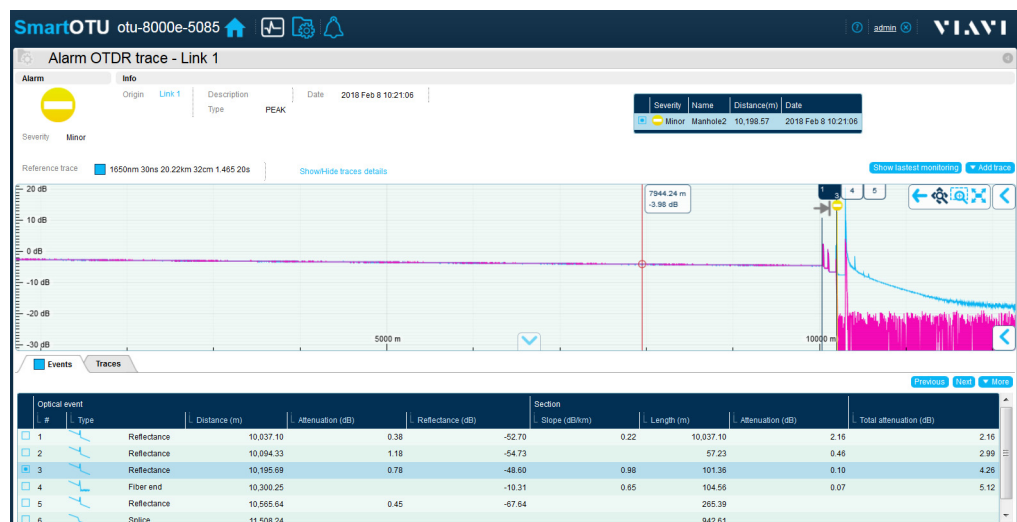 SmartOTU otu-8000e-5085 admin VIAVI
Alarm OTDR trace - Link 1
Alarm Info
Origin Link 1 Description Date 2018 Feb 8 10:21:06
Type PEAK
Severity Minor
Severity Name Distance(m) Date
Minor Manhole2 10,198.57 2018 Feb 8 10:21:06
Reference trace 1650nm 30ns 20.22km 32cm 1.465 20s Show/Hide traces details Show lastest monitoring Add trace
20 dB
10 dB
0 dB
-10 dB
-20 dB
-30 dB
7944.24 m
-3.98 dB
1 3 4 5
5000 m 10000 m
Events Traces
Previous Next More
Optical event Section
# Type Distance (m) Attenuation (dB) Reflectance (dB) Slope (dB/km) Length (m) Attenuation (dB) Total attenuation (dB)
1 Reflectance 10,037.10 0.38 -52.70 0.22 10,037.10 2.16 2.16
2 Reflectance 10,094.33 1.18 -54.73 57.23 0.46 2.99
3 Reflectance 10,195.69 0.78 -48.60 0.98 101.36 0.10 4.26
4 Fiber end 10,300.25 -10.31 0.65 104.56 0.07 5.12
5 Reflectance 10,565.64 0.45 -67.64 265.39
6 Splice 11,508.24 942.61